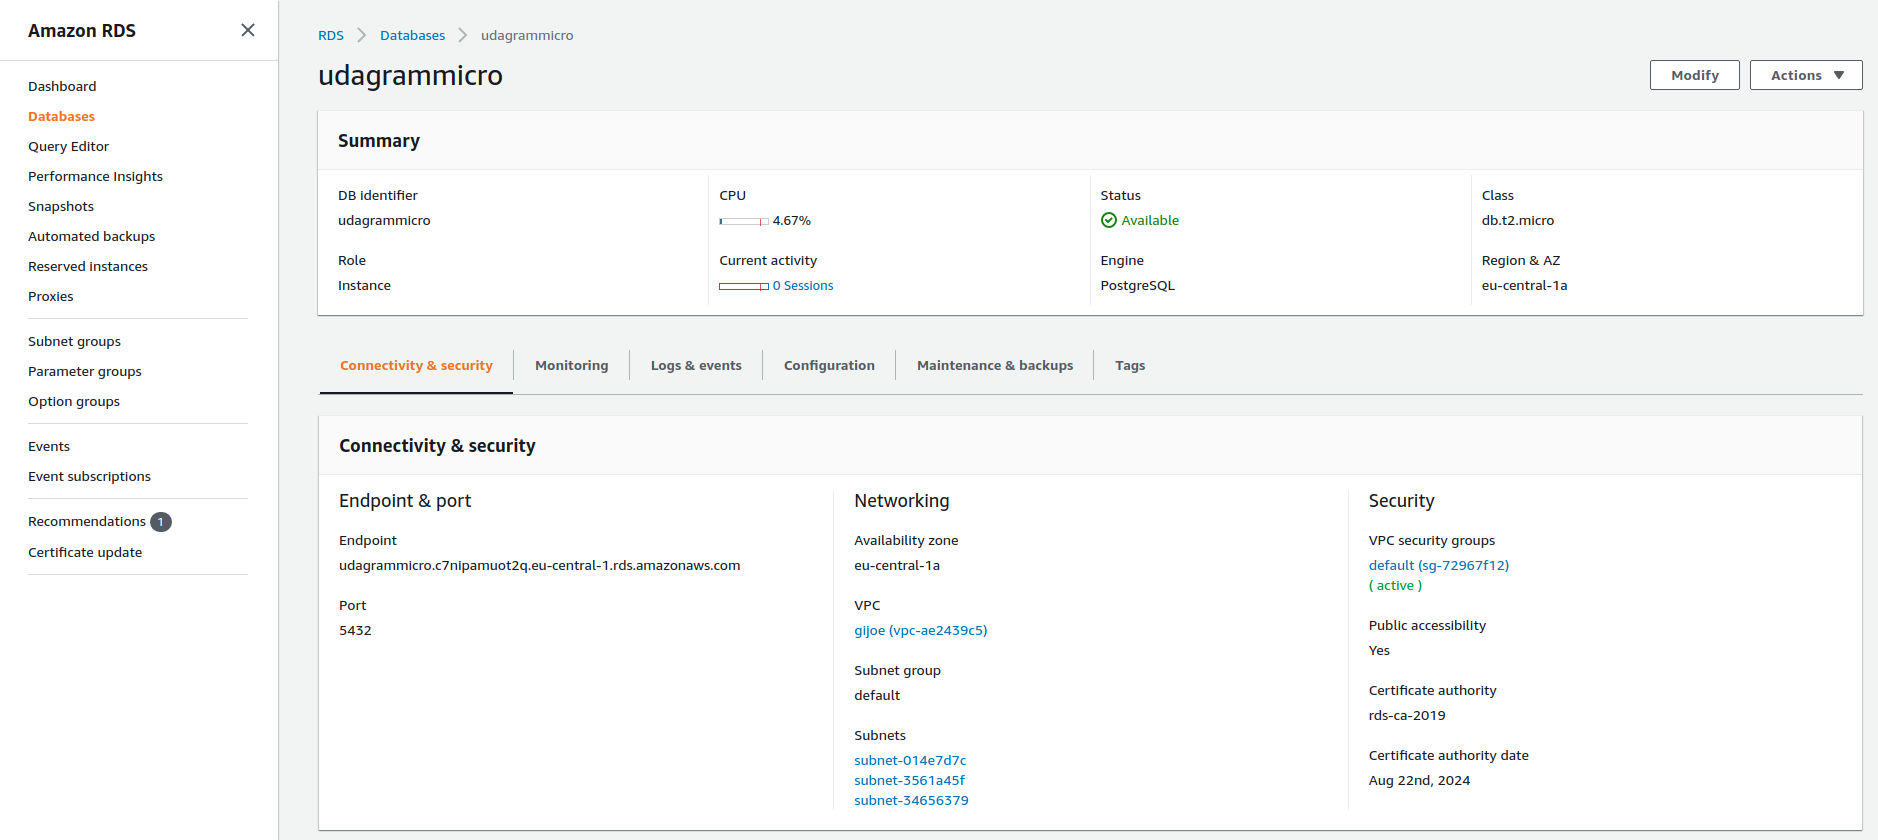 Amazon RDS
Dashboard
Databases
Query Editor
Performance Insights
Snapshots
Automated backups
Reserved instances
Proxies
Subnet groups
Parameter groups
Option groups
Events
Event subscriptions
Recommendations 1
Certificate update
RDS Databases udagrammicro
udagrammicro
Modify
Actions
Summary
DB identifier
udagrammicro
Role
Instance
CPU
4.67%
Current activity
0 Sessions
Status
Available
Engine
PostgreSQL
Class
db.t2.micro
Region & AZ
eu-central-1a
Connectivity & security
Monitoring
Logs & events
Configuration
Maintenance & backups
Tags
Connectivity & security
Endpoint & port
Endpoint
udagrammicro.c7nipamuot2q.eu-central-1.rds.amazonaws.com
Port
5432
Networking
Availability zone
eu-central-1a
VPC
gijoe (vpc-ae2439c5)
Subnet group
default
Subnets
subnet-014e7d7c
subnet-3561a45f
subnet-34656379
Security
VPC security groups
default (sg-72967f12)
( active )
Public accessibility
Yes
Certificate authority
rds-ca-2019
Certificate authority date
Aug 22nd, 2024